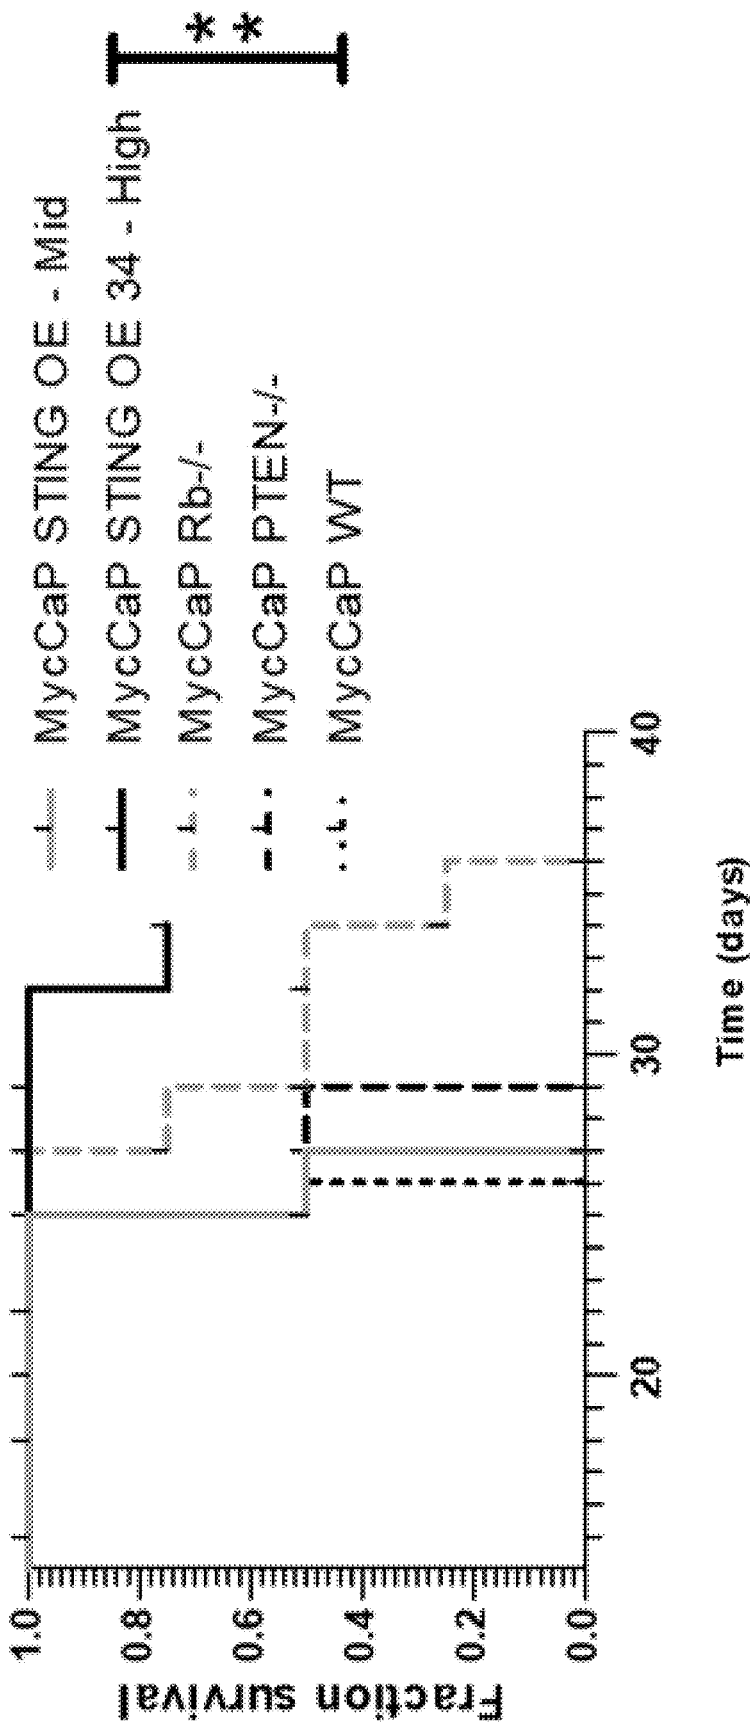 MycCaP STING OE - Mid
MycCaP STING OE 34 - High
MycCaP Rb-/-
MycCaP PTEN-/-
MycCaP WT
**
Fraction survival
1.0
0.8
0.6
0.4
0.2
0.0
20
30
40
Time (days)